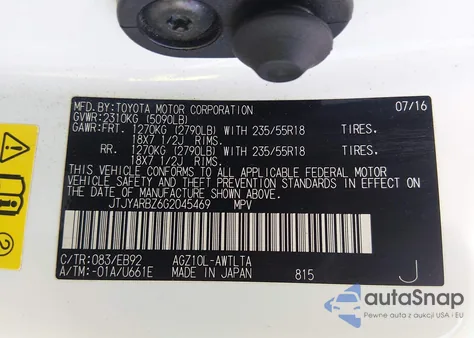 MFD.BY:TOYOTA MOTOR CORPORATION 07/16
GVWR:2310KG (5090LB)
GAWR:FRT. 1270KG (2790LB) WITH 235/55R18 TIRES.
18X7 1/2J RIMS.
RR. 1270KG (2790LB) WITH 235/55R18 TIRES.
18X7 1/2J RIMS.
THIS VEHICLE CONFORMS TO ALL APPLICABLE FEDERAL MOTOR
VEHICLE SAFETY AND THEFT PREVENTION STANDARDS IN EFFECT ON
THE DATE OF MANUFACTURE SHOWN ABOVE.
JTJYARBZ6G2045469 MPV
C/TR:083/EB92 AGZ10L-AWTLTA
A/TM:-01A/U661E MADE IN JAPAN 815 J
2
autoSnap
Pewne auta z USA i EU